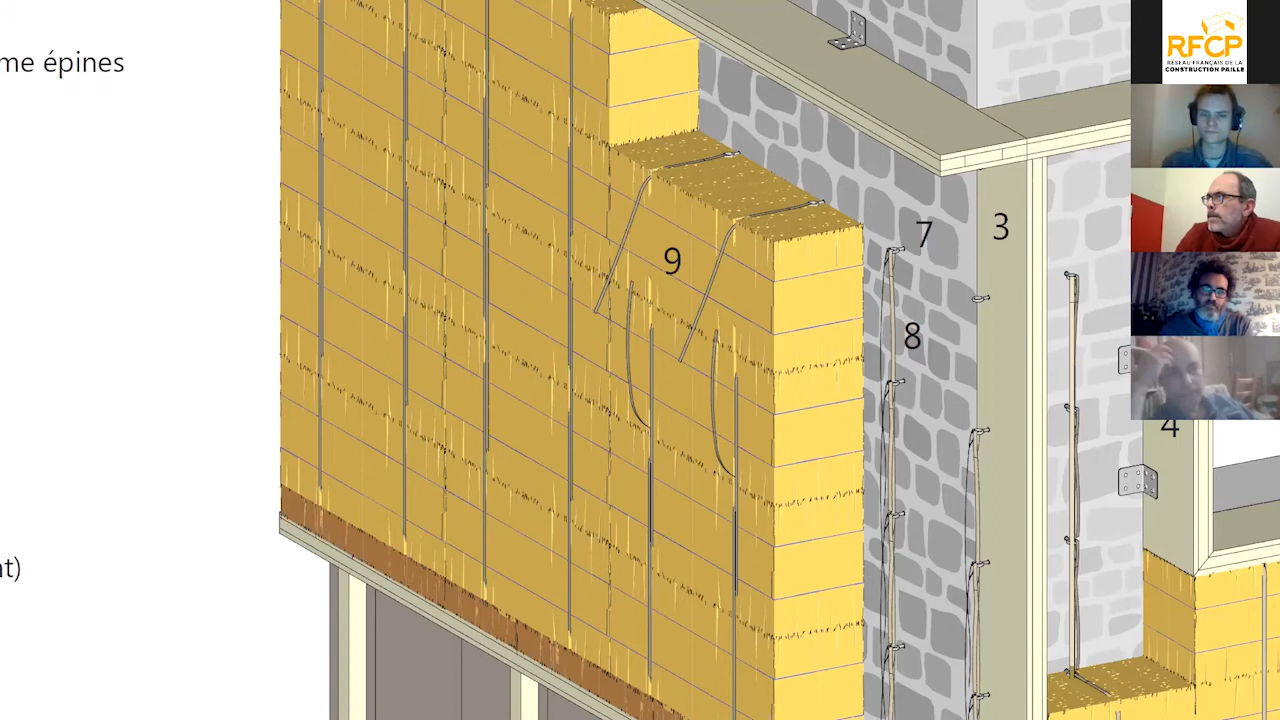 me épines
nt)
9
7
8
3
4
RFCP
RÉSEAU FRANÇAIS DE LA
CONSTRUCTION PAILLE